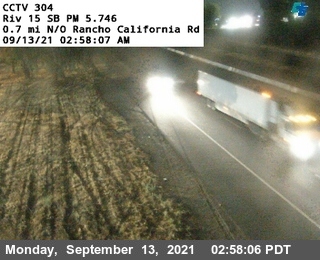 CCTV 304
Riv 15 SB PM 5.746
0.7 mi N/O Rancho California Rd
09/13/21 02:58:07 AM
Monday, September 13, 2021 02:58:06 PDT